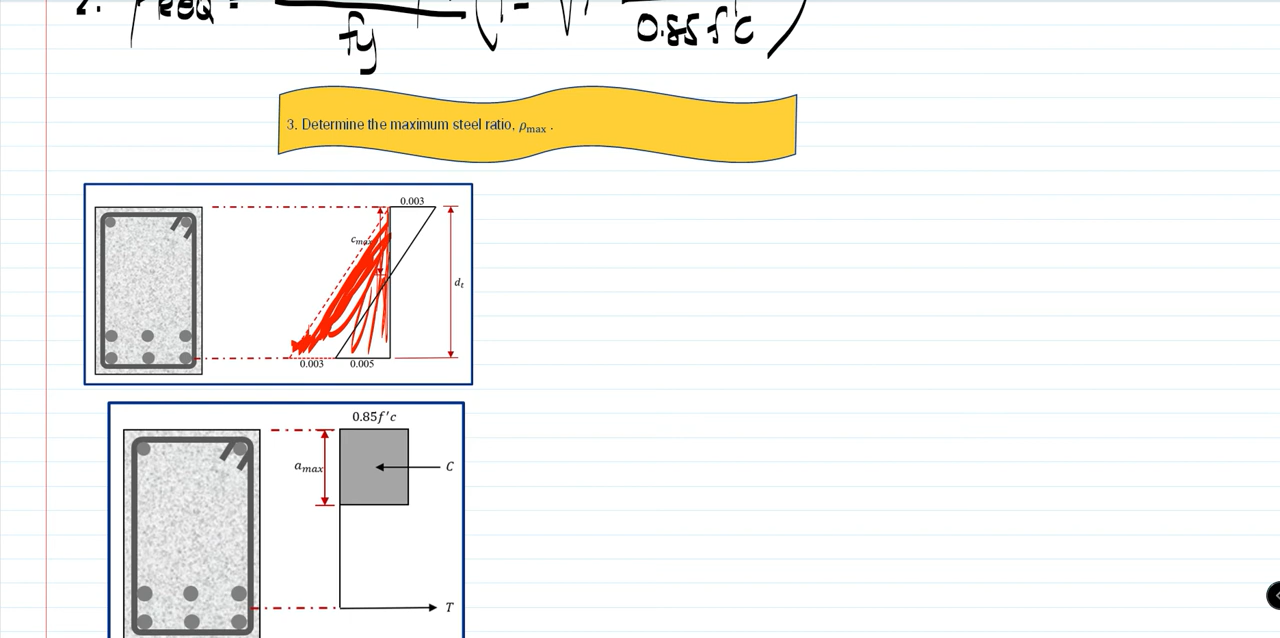 2. ρREQ =
fy
(1 - √1
0.85f'c )
3. Determine the maximum steel ratio, ρmax .
0.003
cmax
dt
0.003 0.005
0.85f′c
amax
C
T